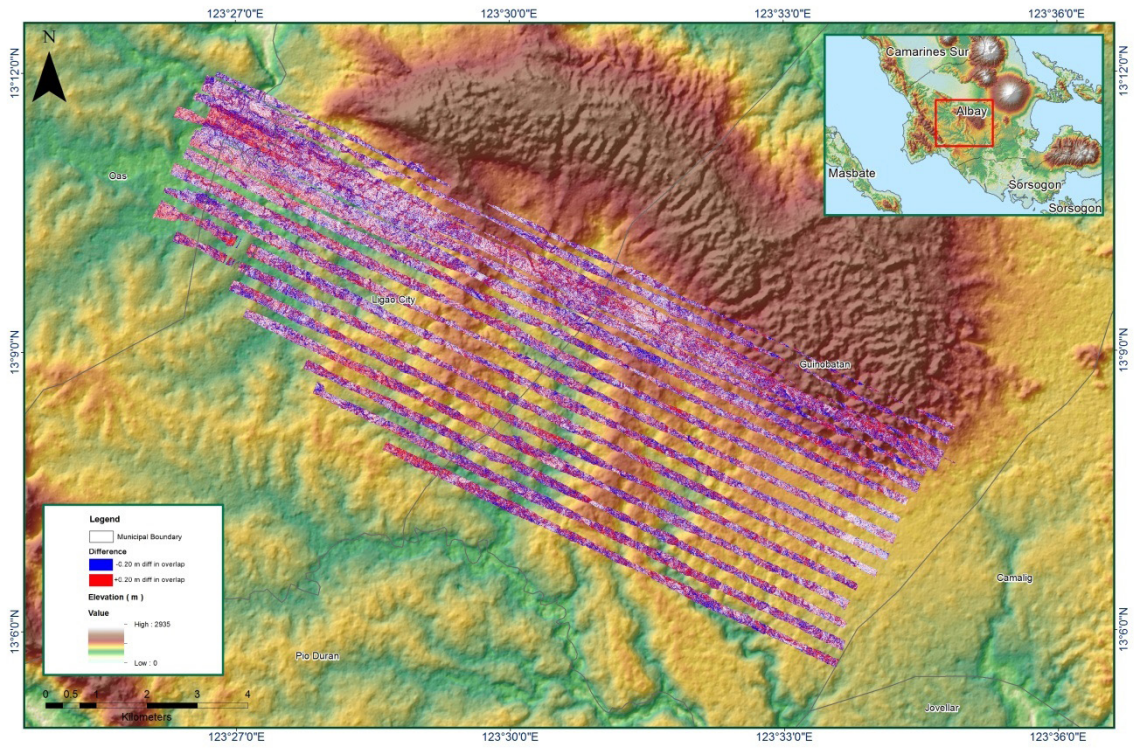 123°27'0"E 123°30'0"E 123°33'0"E 123°36'0"E
N
13°12'0"N
13°12'0"N
Camarines Sur
Albay
Masbate
Sorsogon
Sorsogon
Oas
Ligao City
13°9'0"N
13°9'0"N
Guinobatan
Legend
Municipal Boundary
Difference
-0.20 m diff in overlap
+0.20 m diff in overlap
Elevation ( m )
Value
High : 2935
Low : 0
Camalig
13°6'0"N
13°6'0"N
Pio Duran
0 0.5 1 2 3 4
Kilometers
Jovellar
123°27'0"E 123°30'0"E 123°33'0"E 123°36'0"E